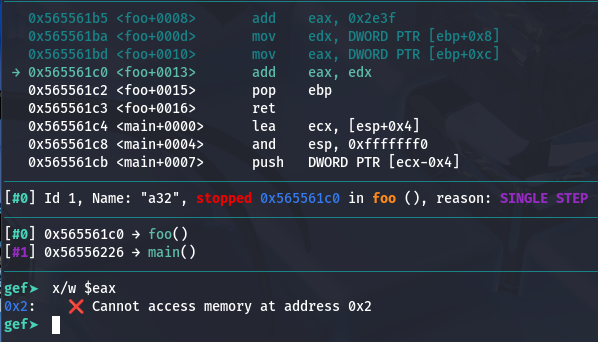 0x565561b5 <foo+0008> add eax, 0x2e3f
0x565561ba <foo+000d> mov edx, DWORD PTR [ebp+0x8]
0x565561bd <foo+0010> mov eax, DWORD PTR [ebp+0xc]
→ 0x565561c0 <foo+0013> add eax, edx
0x565561c2 <foo+0015> pop ebp
0x565561c3 <foo+0016> ret
0x565561c4 <main+0000> lea ecx, [esp+0x4]
0x565561c8 <main+0004> and esp, 0xfffffff0
0x565561cb <main+0007> push DWORD PTR [ecx-0x4]
[#0] Id 1, Name: "a32", stopped 0x565561c0 in foo (), reason: SINGLE STEP
[#0] 0x565561c0 → foo()
[#1] 0x56556226 → main()
gef➤ x/w $eax
0x2: ❌ Cannot access memory at address 0x2
gef➤